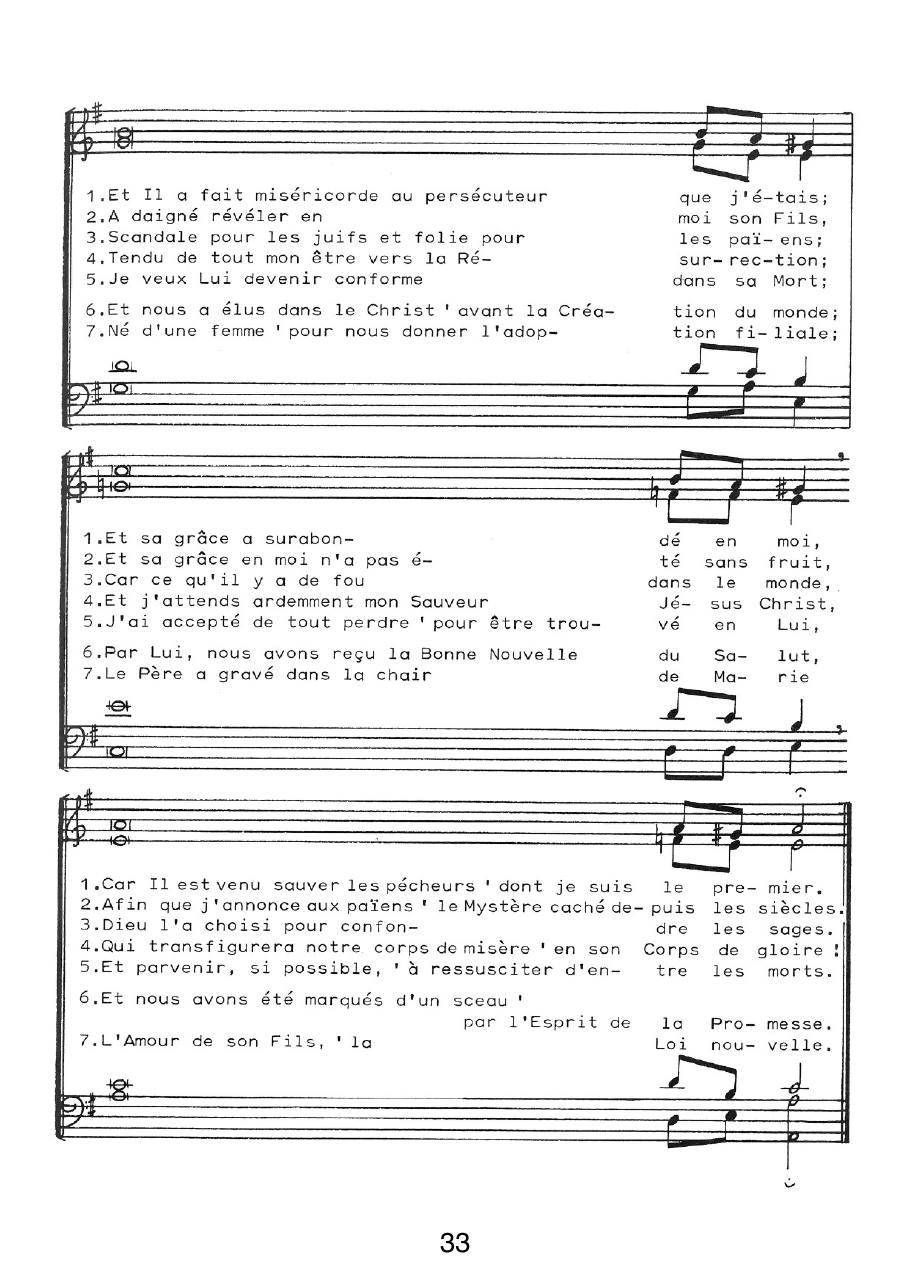 1.Et Il a fait miséricorde au persécuteur que j'é-tais;
2.A daigné révéler en moi son Fils,
3.Scandale pour les juifs et folie pour les paï-ens;
4.Tendu de tout mon être vers la Ré- sur-rec-tion;
5.Je veux Lui devenir conforme dans sa Mort;
6.Et nous a élus dans le Christ ' avant la Créa- tion du monde;
7.Né d'une femme ' pour nous donner l'adop- tion fi-liale;
1.Et sa grâce a surabon- dé en moi,
2.Et sa grâce en moi n'a pas é- té sans fruit,
3.Car ce qu'il y a de fou dans le monde,
4.Et j'attends ardemment mon Sauveur Jé- sus Christ,
5.J'ai accepté de tout perdre ' pour être trou- vé en Lui,
6.Par Lui, nous avons reçu la Bonne Nouvelle du Sa- lut,
7.Le Père a gravé dans la chair de Ma- rie
1.Car Il est venu sauver les pécheurs ' dont je suis le pre- mier.
2.Afin que j'annonce aux païens ' le Mystère caché de- puis les siècles.
3.Dieu l'a choisi pour confon- dre les sages.
4.Qui transfigurera notre corps de misère ' en son Corps de gloire !
5.Et parvenir, si possible, ' à ressusciter d'en- tre les morts.
6.Et nous avons été marqués d'un sceau '
par l'Esprit de la Pro- messe.
7.L'Amour de son Fils, ' la Loi nou- velle.
33